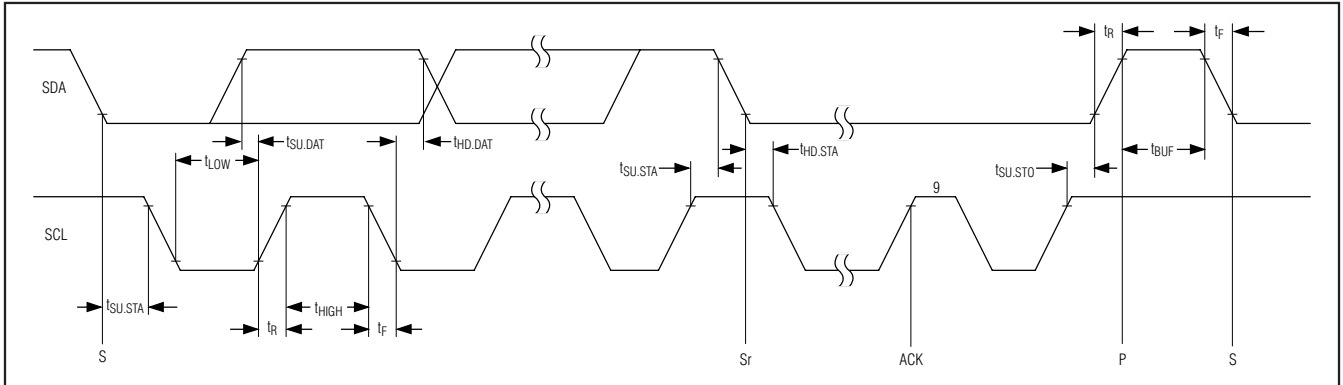 tR
tF
SDA
tSU.DAT
tHD.DAT
tLOW
tHD.STA
tSU.STA
tSU.STO
tBUF
9
SCL
tSU.STA
tHIGH
tR
tF
S
Sr
ACK
P
S